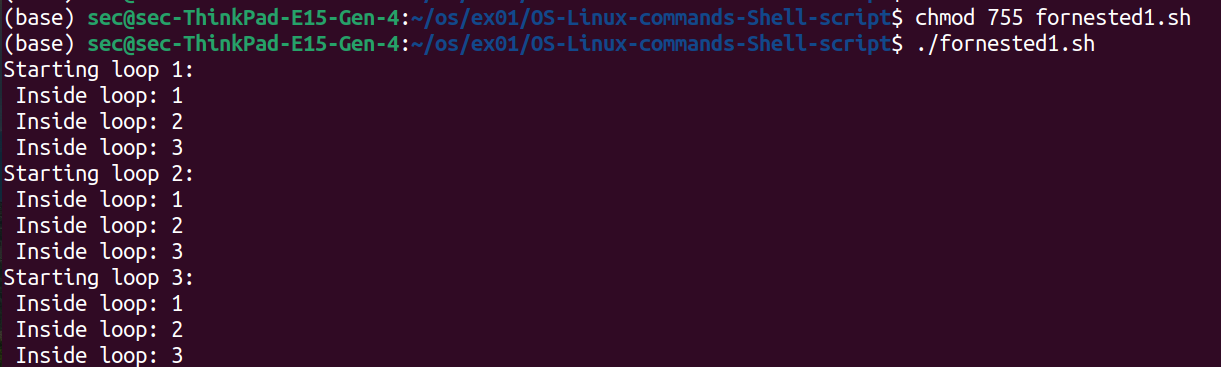 (base) sec@sec-ThinkPad-E15-Gen-4:~/os/ex01/OS-Linux-commands-Shell-script$ chmod 755 fornested1.sh
(base) sec@sec-ThinkPad-E15-Gen-4:~/os/ex01/OS-Linux-commands-Shell-script$ ./fornested1.sh
Starting loop 1:
 Inside loop: 1
 Inside loop: 2
 Inside loop: 3
Starting loop 2:
 Inside loop: 1
 Inside loop: 2
 Inside loop: 3
Starting loop 3:
 Inside loop: 1
 Inside loop: 2
 Inside loop: 3